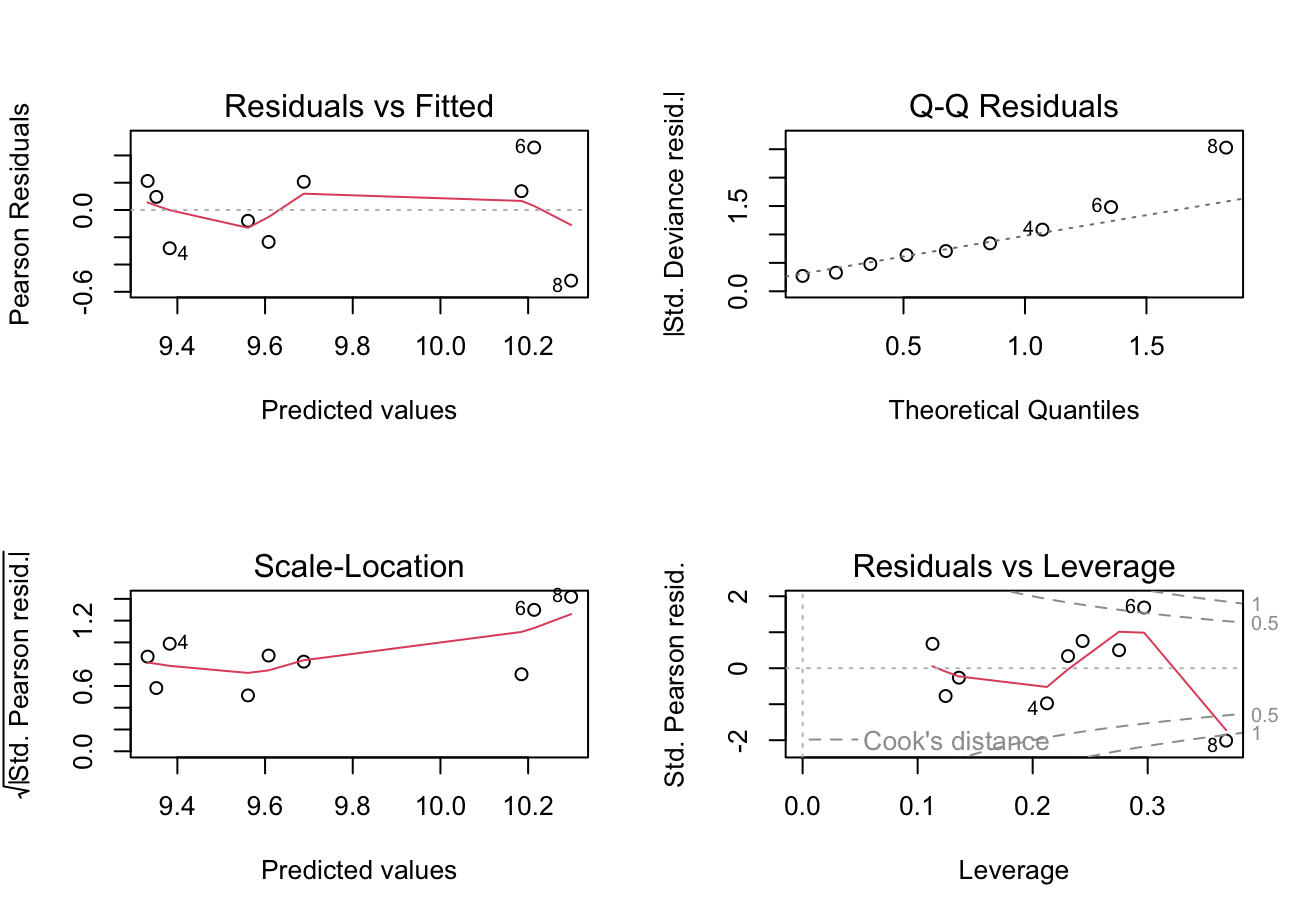 Residuals vs Fitted
Pearson Residuals
0.0
-0.6
6
4
8
9.4 9.6 9.8 10.0 10.2
Predicted values
Q-Q Residuals
|Std. Deviance resid.|
1.5
0.0
8
6
4
0.5 1.0 1.5
Theoretical Quantiles
Scale-Location
√|Std. Pearson resid.|
1.2
0.6
0.0
8
6
4
9.4 9.6 9.8 10.0 10.2
Predicted values
Residuals vs Leverage
Std. Pearson resid.
2
0
-2
6
4
8
1
0.5
0.5
1
Cook's distance
0.0 0.1 0.2 0.3
Leverage